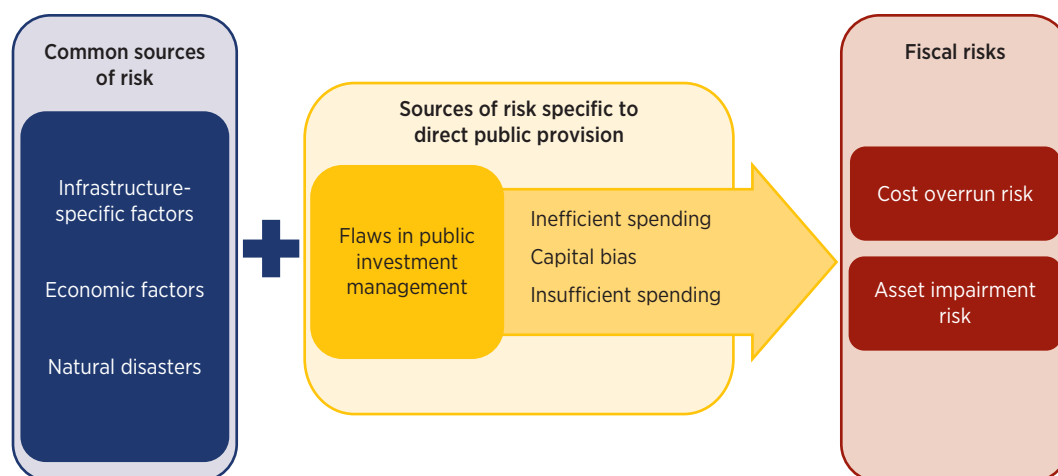 Common sources
of risk
Infrastructure-
specific factors
Economic factors
Natural disasters
Sources of risk specific to
direct public provision
Flaws in public
investment
management
Inefficient spending
Capital bias
Insufficient spending
Fiscal risks
Cost overrun risk
Asset impairment
risk